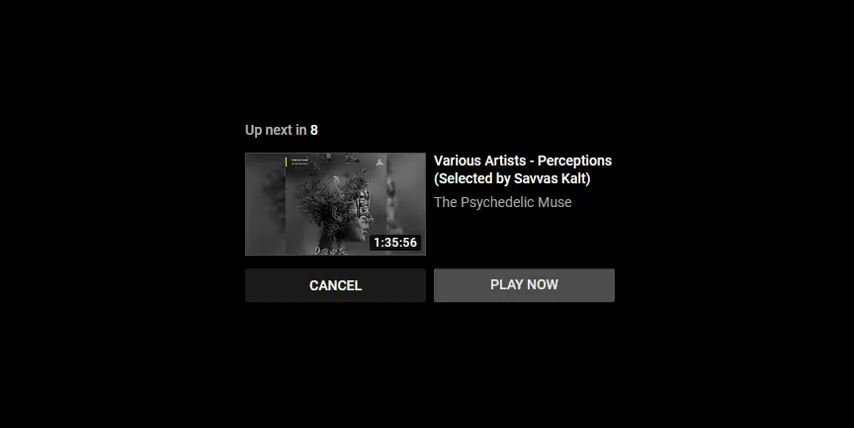 Up next in 8
Various Artists - Perceptions
(Selected by Savvas Kalt)
The Psychedelic Muse
1:35:56
CANCEL
PLAY NOW